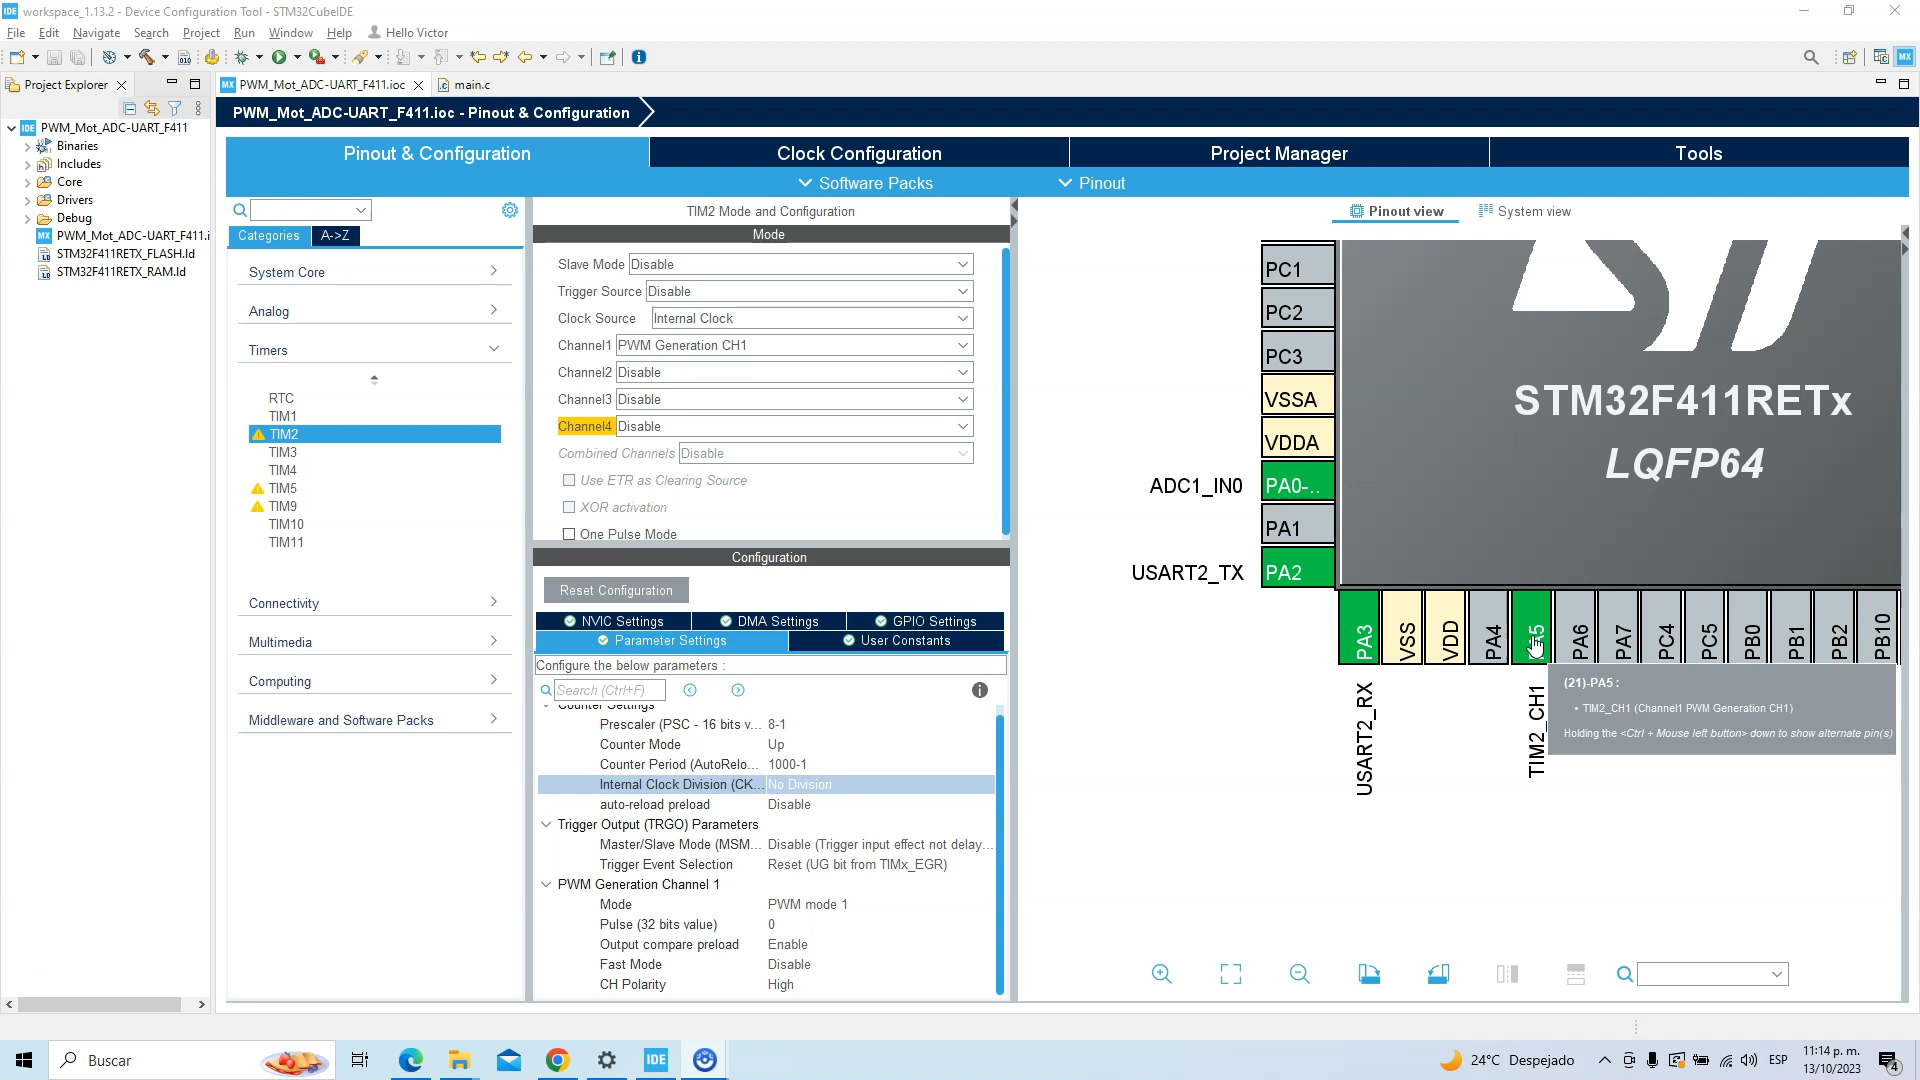 IDE workspace_1.13.2 - Device Configuration Tool - STM32CubeIDE
File Edit Navigate Search Project Run Window Help Hello Victor
Project Explorer
MX PWM_Mot_ADC-UART_F411.ioc
main.c
PWM_Mot_ADC-UART_F411.ioc - Pinout & Configuration
IDE PWM_Mot_ADC-UART_F411
Binaries
Includes
Core
Drivers
Debug
MX PWM_Mot_ADC-UART_F411.i
STM32F411RETX_FLASH.ld
STM32F411RETX_RAM.ld
Pinout & Configuration
Clock Configuration
Project Manager
Tools
Software Packs
Pinout
Categories
A->Z
System Core
Analog
Timers
RTC
TIM1
TIM2
TIM3
TIM4
TIM5
TIM9
TIM10
TIM11
Connectivity
Multimedia
Computing
Middleware and Software Packs
TIM2 Mode and Configuration
Mode
Slave Mode Disable
Trigger Source Disable
Clock Source Internal Clock
Channel1 PWM Generation CH1
Channel2 Disable
Channel3 Disable
Channel4 Disable
Combined Channels Disable
Use ETR as Clearing Source
XOR activation
One Pulse Mode
Configuration
Reset Configuration
NVIC Settings
DMA Settings
GPIO Settings
Parameter Settings
User Constants
Configure the below parameters :
Search (Ctrl+F)
Counter Settings
Prescaler (PSC - 16 bits v... 8-1
Counter Mode Up
Counter Period (AutoRelo... 1000-1
Internal Clock Division (CK... No Division
auto-reload preload Disable
Trigger Output (TRGO) Parameters
Master/Slave Mode (MSM... Disable (Trigger input effect not delay...
Trigger Event Selection Reset (UG bit from TIMx_EGR)
PWM Generation Channel 1
Mode PWM mode 1
Pulse (32 bits value) 0
Output compare preload Enable
Fast Mode Disable
CH Polarity High
Pinout view
System view
PC1
PC2
PC3
VSSA
VDDA
ADC1_IN0 PA0-..
PA1
USART2_TX PA2
STM32F411RETx
LQFP64
PA3
VSS
VDD
PA4
PA6
PA7
PC4
PC5
PB0
PB1
PB2
PB10
USART2_RX
TIM2_CH1
(21)-PA5 :
• TIM2_CH1 (Channel1 PWM Generation CH1)
Holding the <Ctrl + Mouse left button> down to show alternate pin(s)
Buscar
IDE
24°C Despejado
ESP
11:14 p. m.
13/10/2023
4